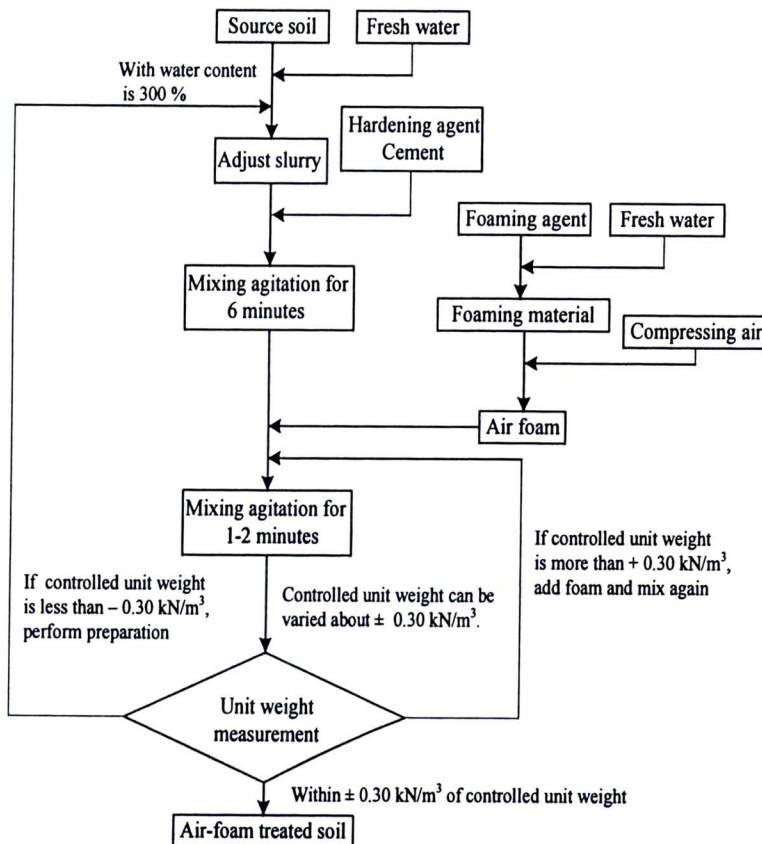 Source soil
Fresh water
With water content
is 300 %
Hardening agent
Cement
Adjust slurry
Foaming agent
Fresh water
Mixing agitation for
6 minutes
Foaming material
Compressing air
Air foam
Mixing agitation for
1-2 minutes
If controlled unit weight
is more than + 0.30 kN/m³,
add foam and mix again
If controlled unit weight
is less than – 0.30 kN/m³,
perform preparation
Controlled unit weight can be
varied about ± 0.30 kN/m³.
Unit weight
measurement
Within ± 0.30 kN/m³ of controlled unit weight
Air-foam treated soil